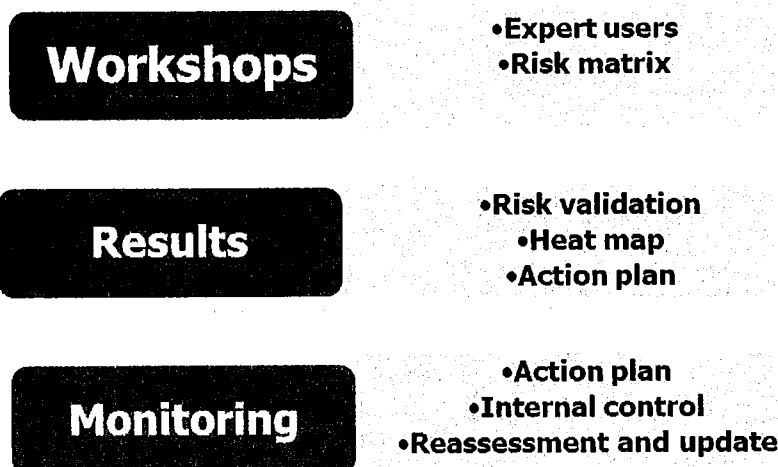 Workshops
•Expert users
•Risk matrix
Results
•Risk validation
•Heat map
•Action plan
Monitoring
•Action plan
•Internal control
•Reassessment and update